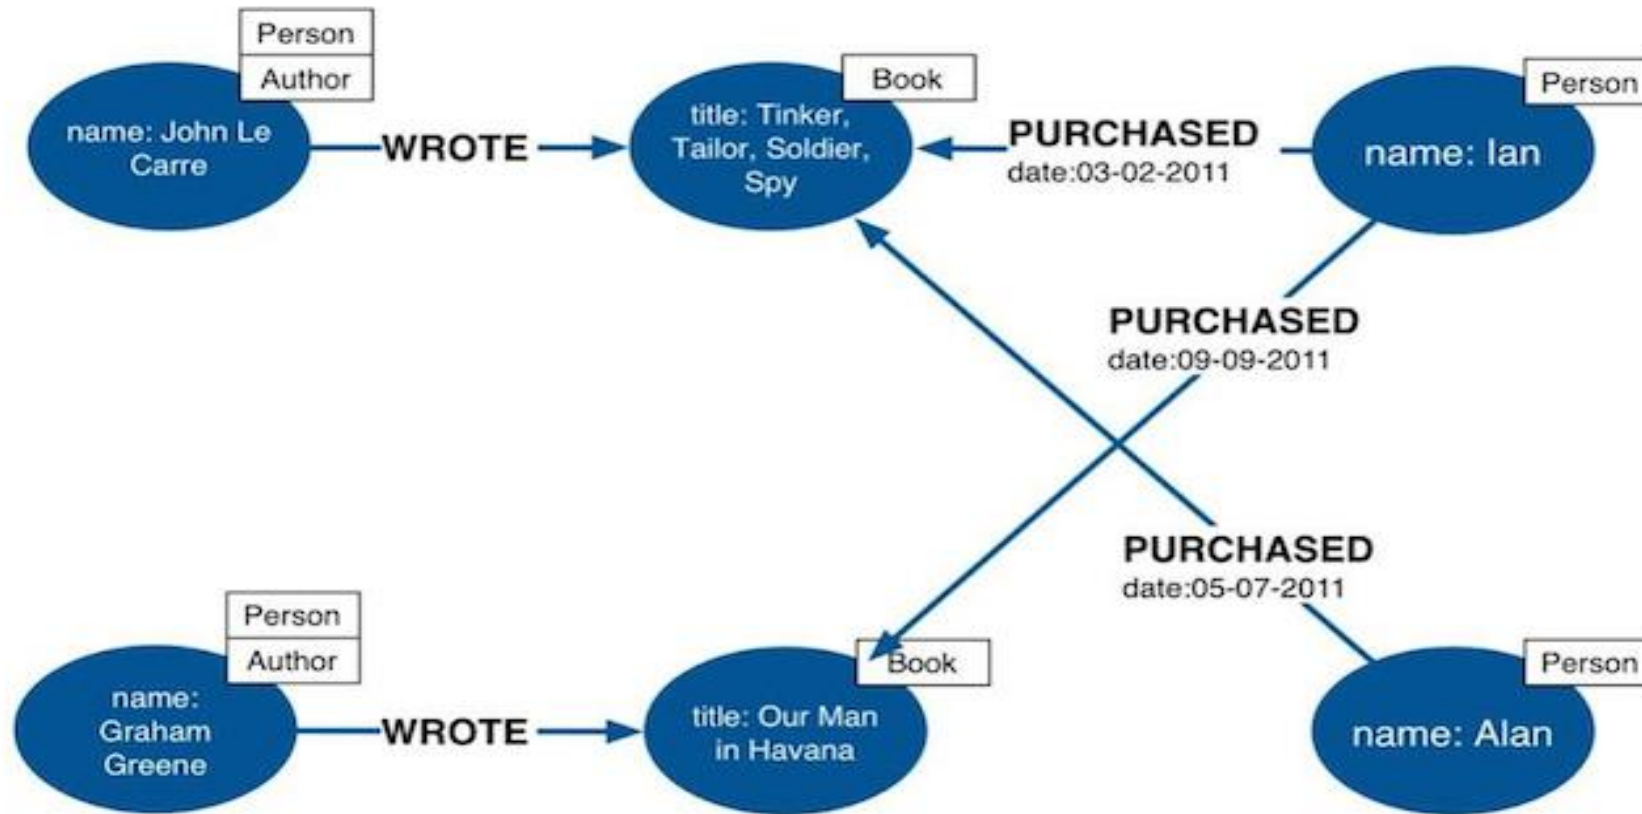 Person
Author
name: John Le
Carre
WROTE
Book
title: Tinker,
Tailor, Soldier,
Spy
PURCHASED
date:03-02-2011
Person
name: Ian
PURCHASED
date:09-09-2011
PURCHASED
date:05-07-2011
Person
Author
name:
Graham
Greene
WROTE
Book
title: Our Man
in Havana
Person
name: Alan